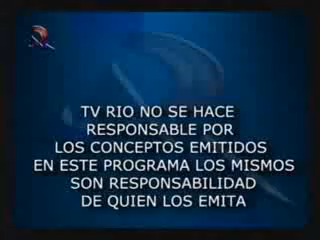 TV RIO NO SE HACE
RESPONSABLE POR
LOS CONCEPTOS EMITIDOS
EN ESTE PROGRAMA LOS MISMOS
SON RESPONSABILIDAD
DE QUIEN LOS EMITA